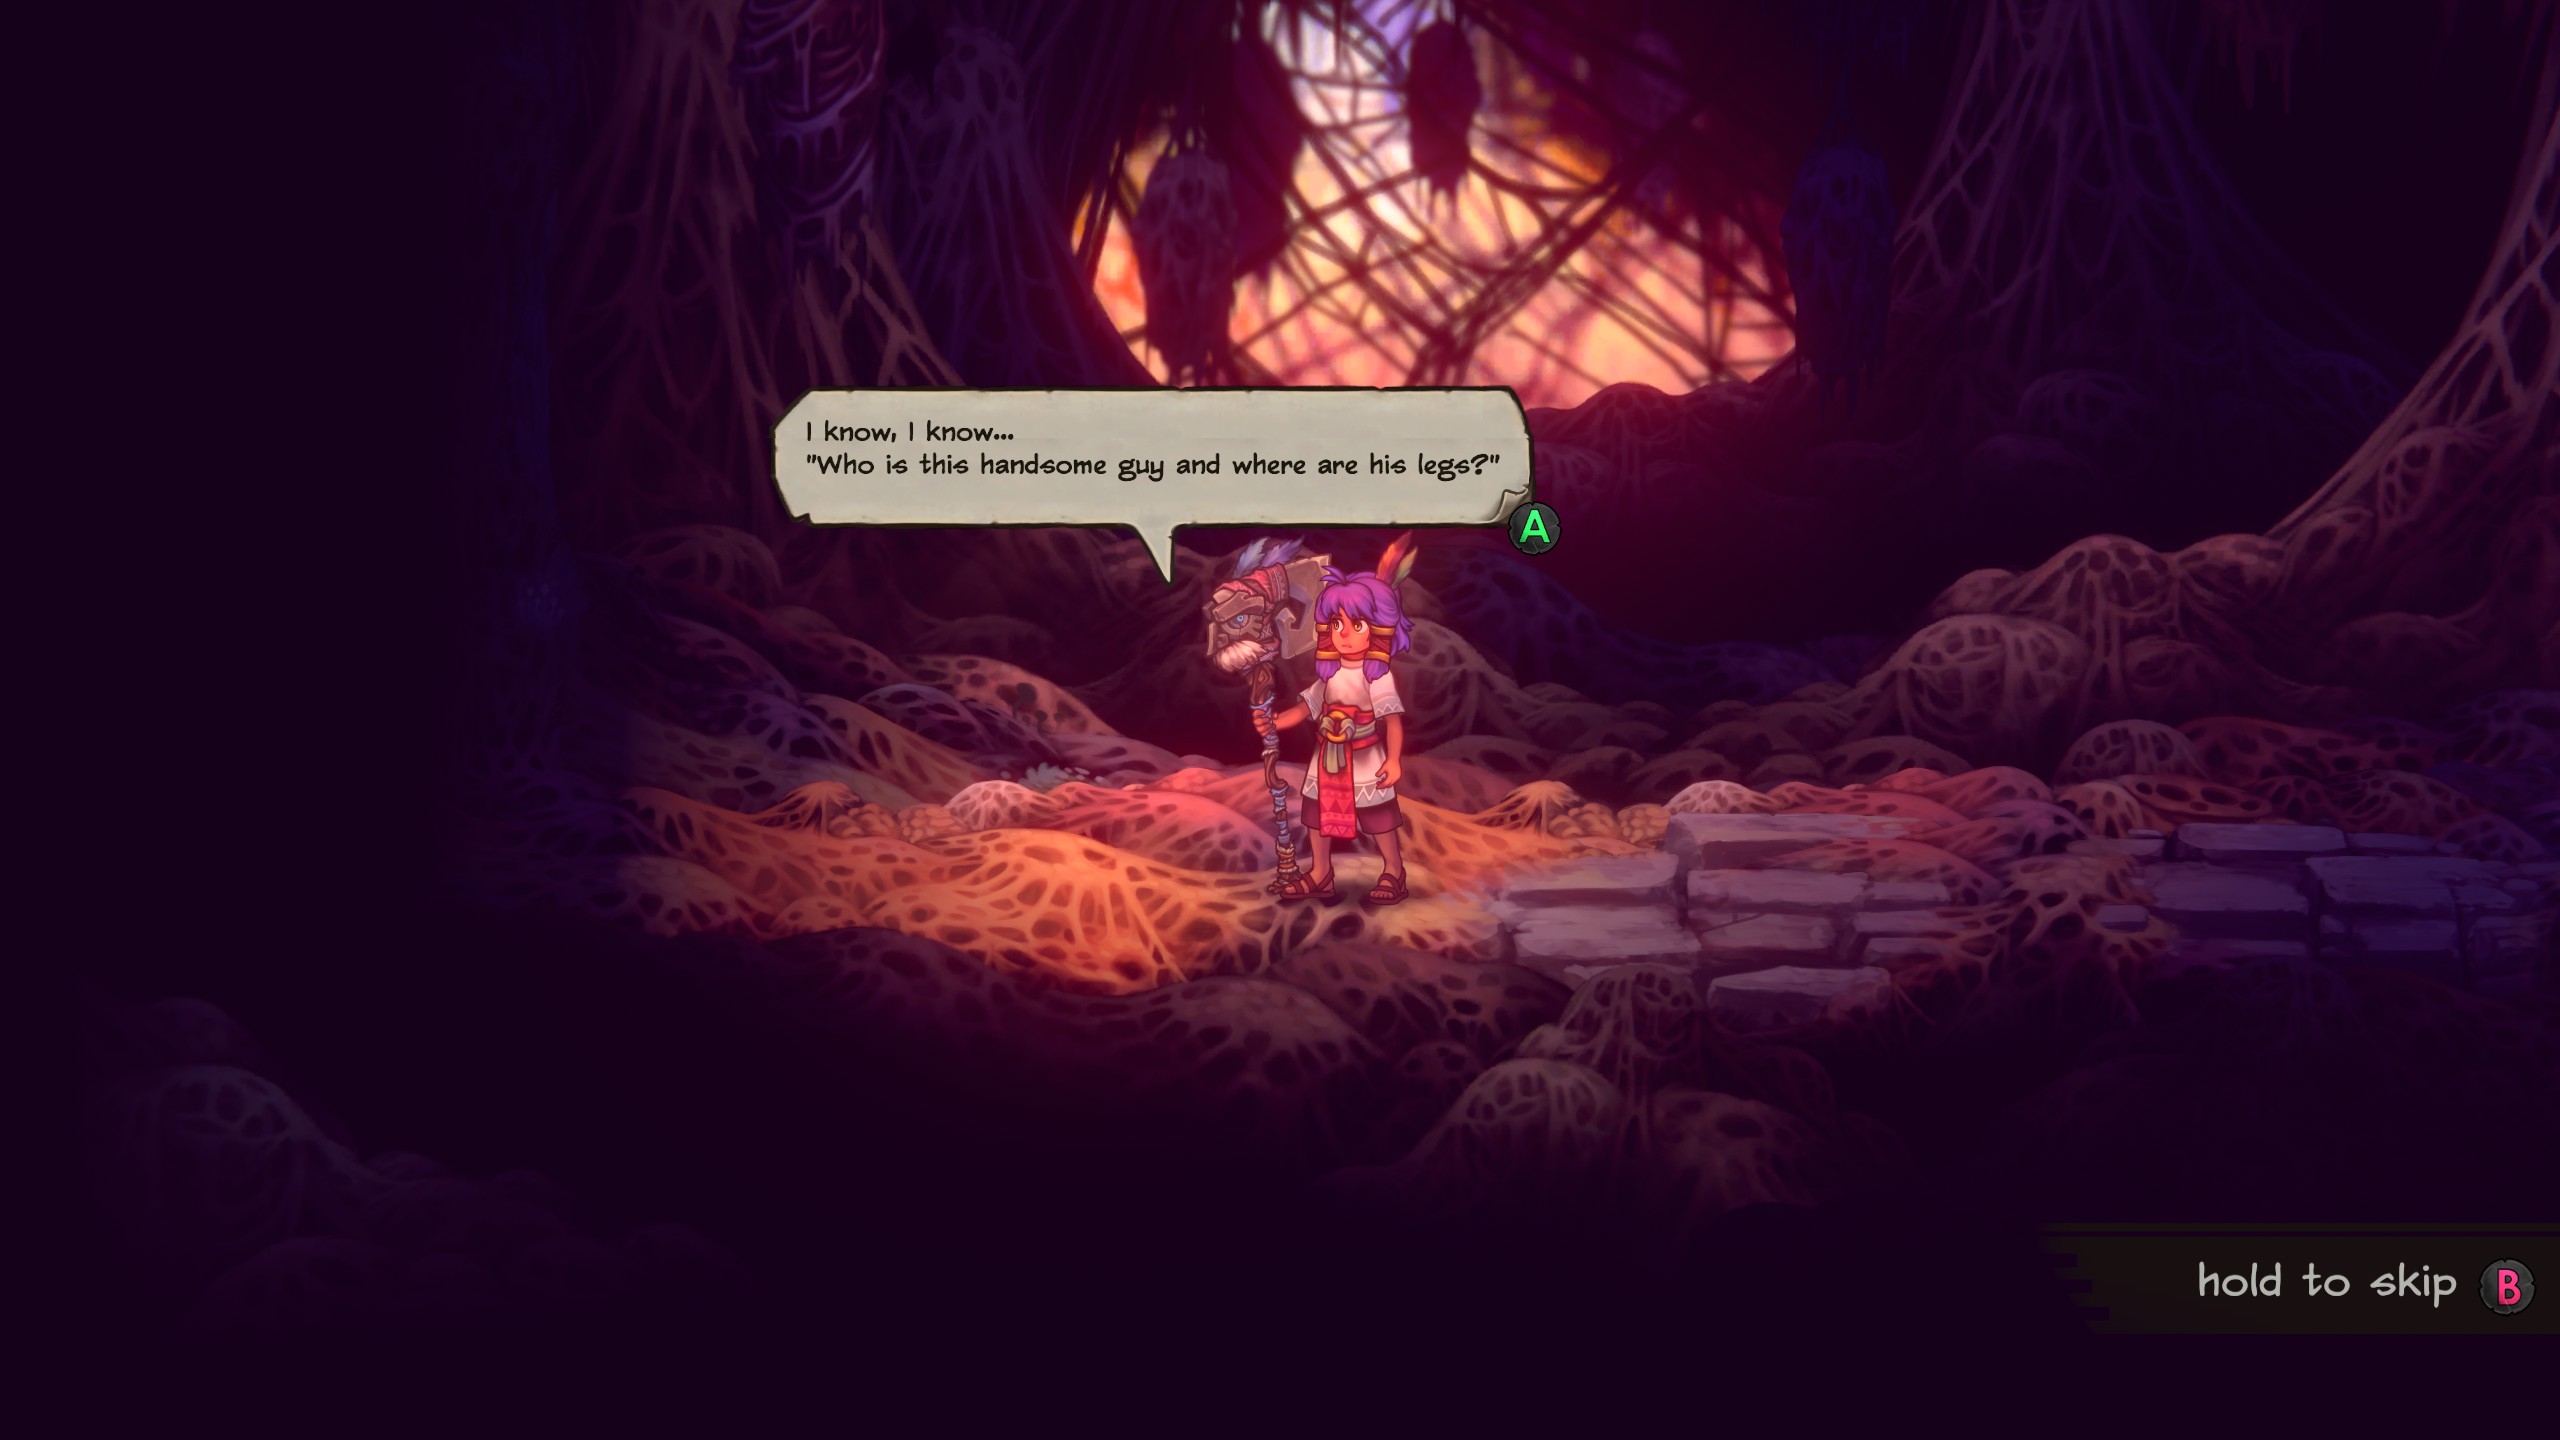 I know, I know...
"Who is this handsome guy and where are his legs?"
A
hold to skip B